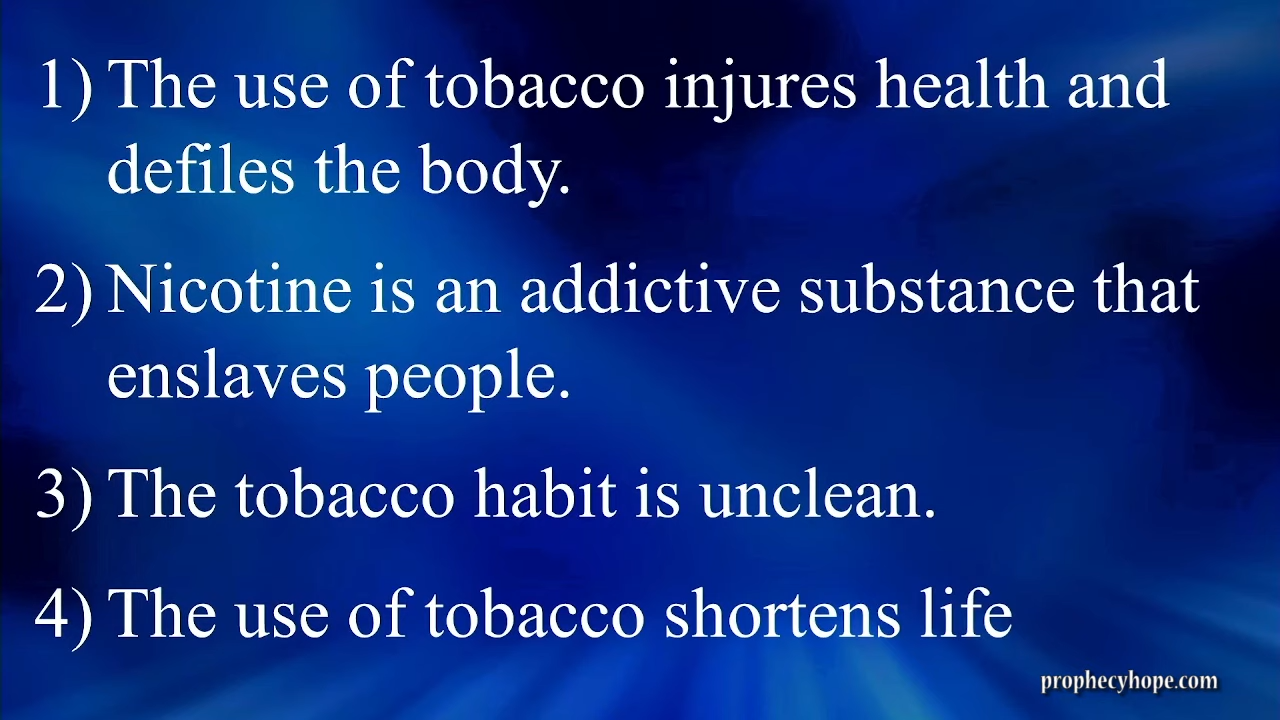 1) The use of tobacco injures health and
defiles the body.
2) Nicotine is an addictive substance that
enslaves people.
3) The tobacco habit is unclean.
4) The use of tobacco shortens life
prophecyhope.com